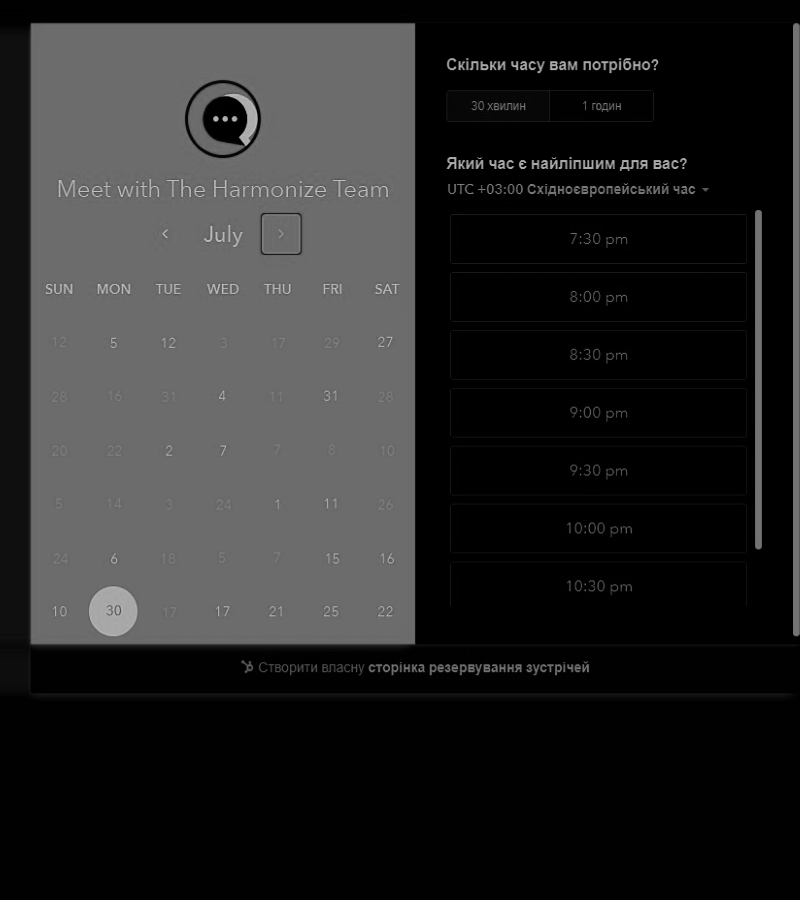 Meet with The Harmonize Team
July
SUN MON TUE WED THU FRI SAT
12 5 12 3 17 29 27
28 16 31 4 11 31 28
20 22 2 7 7 8 10
5 14 3 24 1 11 26
24 6 18 5 7 15 16
10 30 17 17 21 25 22
Скільки часу вам потрібно?
30 хвилин 1 годин
Який час є найліпшим для вас?
UTC +03:00 Східноєвропейський час
7:30 pm
8:00 pm
8:30 pm
9:00 pm
9:30 pm
10:00 pm
10:30 pm
Створити власну сторінка резервування зустрічей